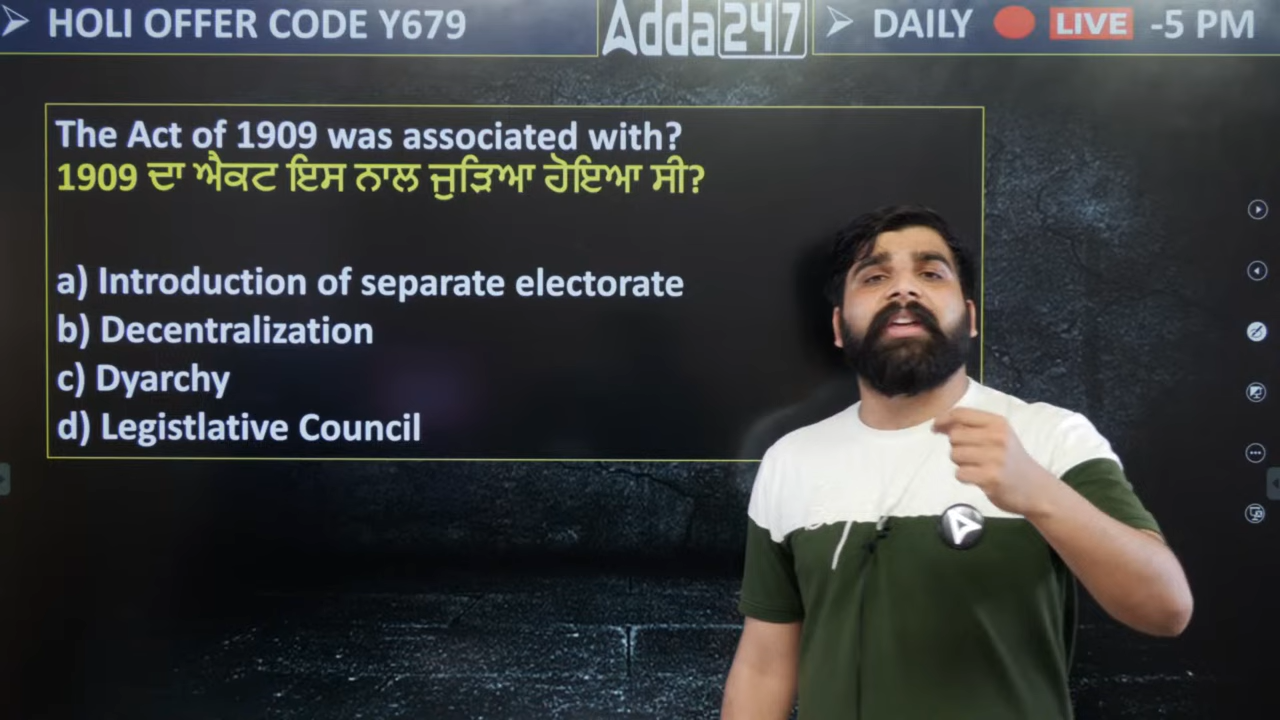 HOLI OFFER CODE Y679
Adda247
DAILY LIVE -5 PM
The Act of 1909 was associated with?
1909 ਦਾ ਐਕਟ ਇਸ ਨਾਲ ਜੁੜਿਆ ਹੋਇਆ ਸੀ?
a) Introduction of separate electorate
b) Decentralization
c) Dyarchy
d) Legistlative Council